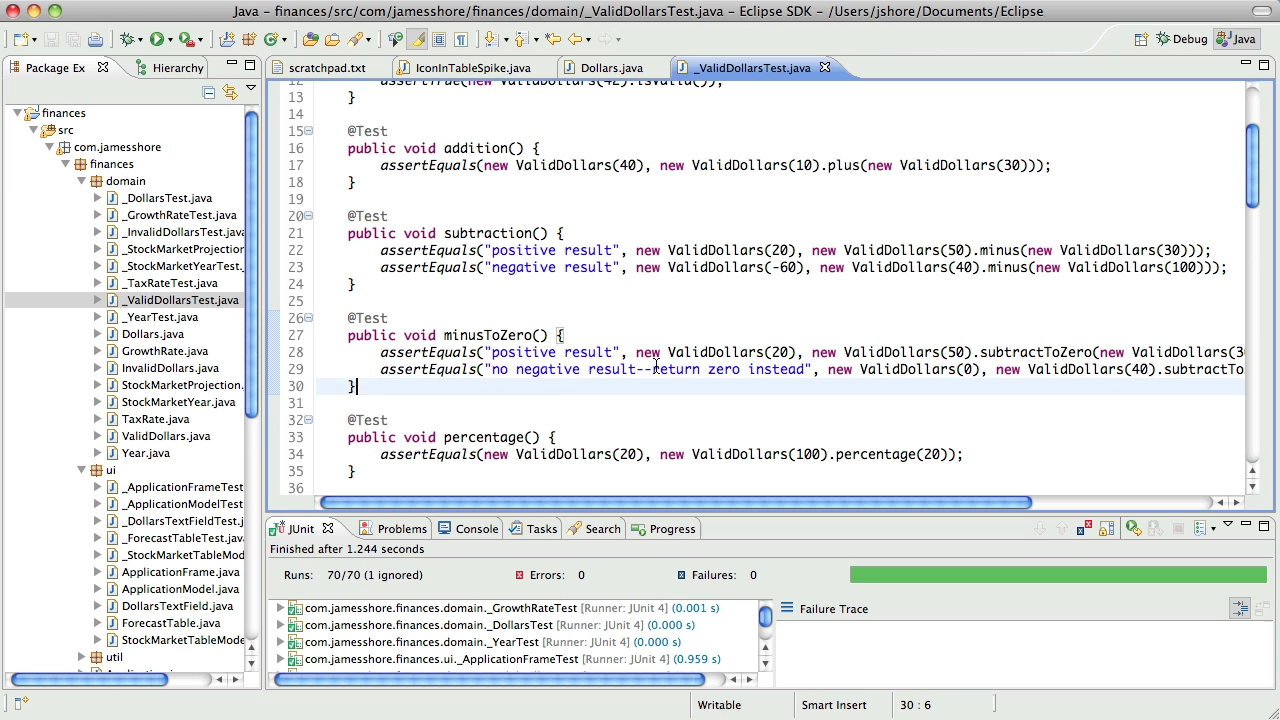 Java – finances/src/com/jamesshore/finances/domain/_ValidDollarsTest.java – Eclipse SDK – /Users/jshore/Documents/Eclipse
Debug Java
Package Ex Hierarchy
scratchpad.txt IconInTableSpike.java Dollars.java _ValidDollarsTest.java
finances
src
com.jamesshore
finances
domain
_DollarsTest.java
_GrowthRateTest.java
_InvalidDollarsTest.java
_StockMarketProjection
_StockMarketYearTest.
_TaxRateTest.java
_ValidDollarsTest.java
_YearTest.java
Dollars.java
GrowthRate.java
InvalidDollars.java
StockMarketProjection.
StockMarketYear.java
TaxRate.java
ValidDollars.java
Year.java
ui
_ApplicationFrameTest
_ApplicationModelTest
_DollarsTextFieldTest.j
_ForecastTableTest.java
_StockMarketTableMod
ApplicationFrame.java
ApplicationModel.java
DollarsTextField.java
ForecastTable.java
StockMarketTableMode
util
12 assertTrue(new ValidDollars(42).isValid());
13 }
14
15 @Test
16 public void addition() {
17 assertEquals(new ValidDollars(40), new ValidDollars(10).plus(new ValidDollars(30)));
18 }
19
20 @Test
21 public void subtraction() {
22 assertEquals("positive result", new ValidDollars(20), new ValidDollars(50).minus(new ValidDollars(30)));
23 assertEquals("negative result", new ValidDollars(-60), new ValidDollars(40).minus(new ValidDollars(100)));
24 }
25
26 @Test
27 public void minusToZero() {
28 assertEquals("positive result", new ValidDollars(20), new ValidDollars(50).subtractToZero(new ValidDollars(3
29 assertEquals("no negative result--return zero instead", new ValidDollars(0), new ValidDollars(40).subtractTo
30 }
31
32 @Test
33 public void percentage() {
34 assertEquals(new ValidDollars(20), new ValidDollars(100).percentage(20));
35 }
36
JUnit Problems Console Tasks Search Progress
Finished after 1.244 seconds
Runs: 70/70 (1 ignored) Errors: 0 Failures: 0
com.jamesshore.finances.domain._GrowthRateTest [Runner: JUnit 4] (0.001 s)
com.jamesshore.finances.domain._DollarsTest [Runner: JUnit 4] (0.000 s)
com.jamesshore.finances.domain._YearTest [Runner: JUnit 4] (0.000 s)
com.jamesshore.finances.ui._ApplicationFrameTest [Runner: JUnit 4] (0.959 s)
Failure Trace
Writable Smart Insert 30 : 6